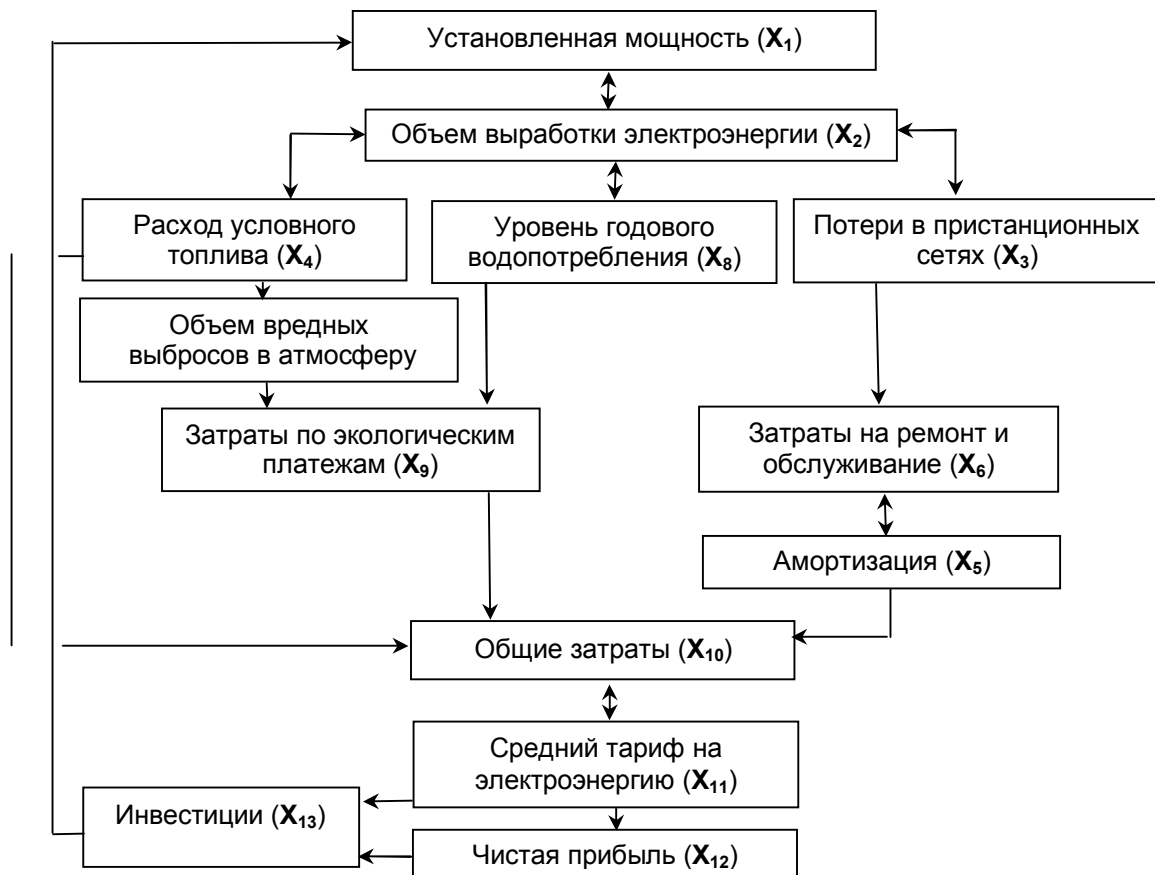 Установленная мощность (X1)
Объем выработки электроэнергии (X2)
Расход условного
топлива (X4)
Уровень годового
водопотребления (X8)
Потери в пристанционных
сетях (X3)
Объем вредных
выбросов в атмосферу
Затраты по экологическим
платежам (X9)
Затраты на ремонт и
обслуживание (X6)
Амортизация (X5)
Общие затраты (X10)
Средний тариф на
электроэнергию (X11)
Инвестиции (X13)
Чистая прибыль (X12)